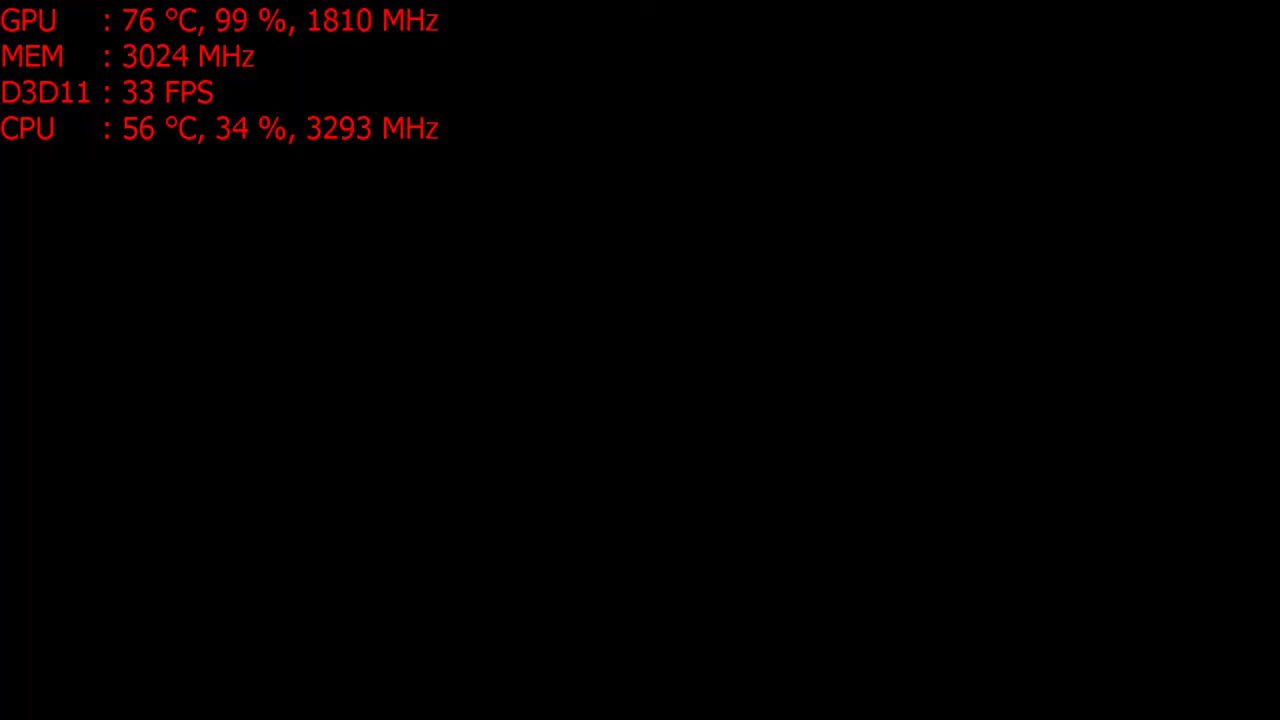 GPU : 76 °C, 99 %, 1810 MHz
MEM : 3024 MHz
D3D11 : 33 FPS
CPU : 56 °C, 34 %, 3293 MHz